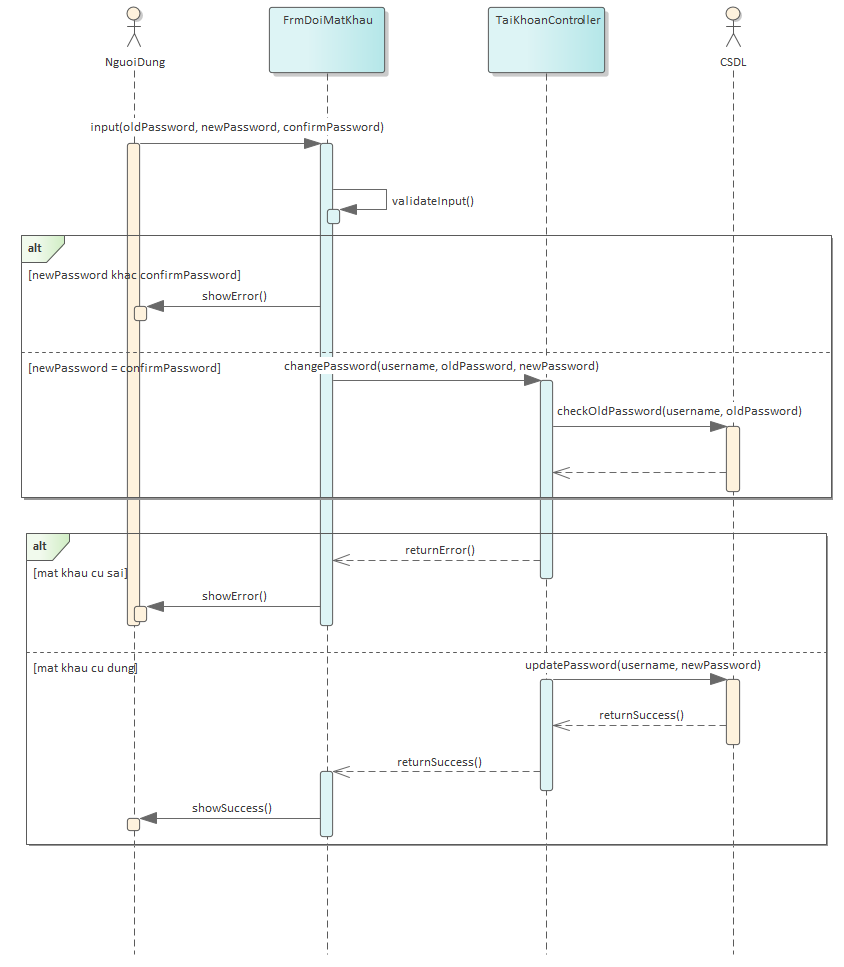 NguoiDung
FrmDoiMatKhau
TaiKhoanController
CSDL
input(oldPassword, newPassword, confirmPassword)
validateInput()
alt
[newPassword khac confirmPassword]
showError()
[newPassword = confirmPassword]
changePassword(username, oldPassword, newPassword)
checkOldPassword(username, oldPassword)
alt
returnError()
[mat khau cu sai]
showError()
[mat khau cu dung]
updatePassword(username, newPassword)
returnSuccess()
returnSuccess()
showSuccess()